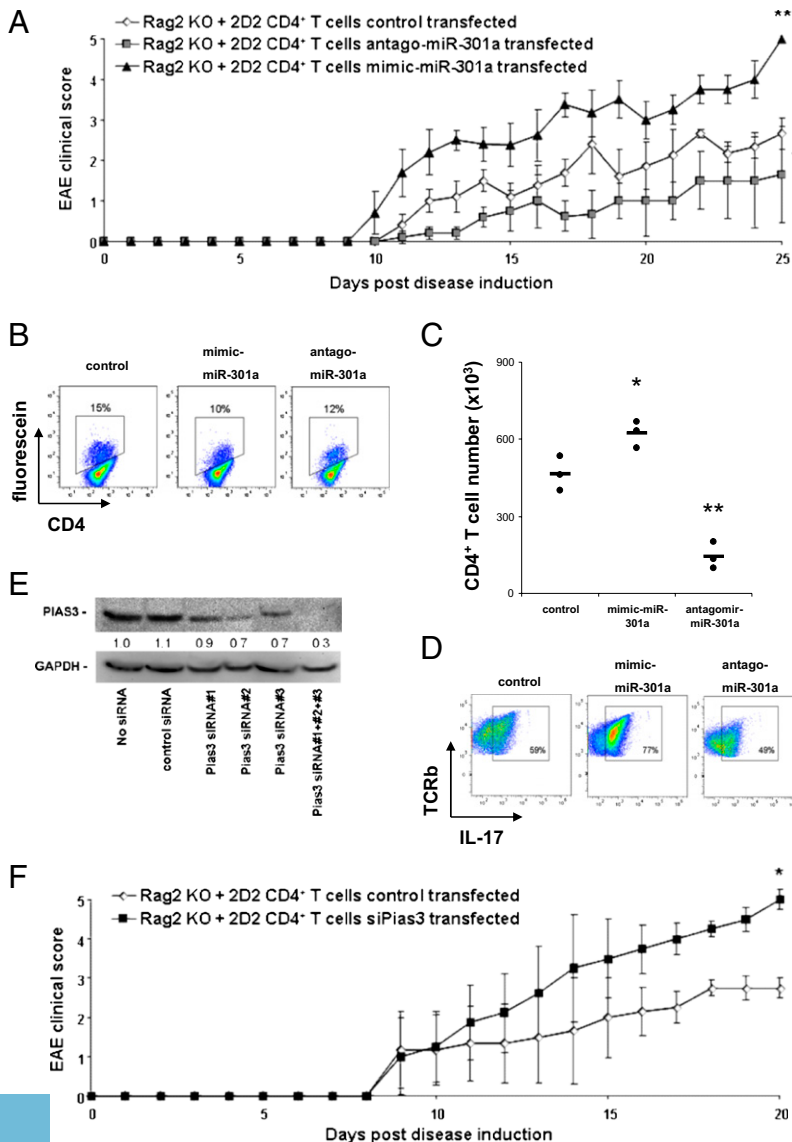 A
Rag2 KO + 2D2 CD4⁺ T cells control transfected
Rag2 KO + 2D2 CD4⁺ T cells antago-miR-301a transfected
Rag2 KO + 2D2 CD4⁺ T cells mimic-miR-301a transfected
**
EAE clinical score
5
4
3
2
1
0
0 5 10 15 20 25
Days post disease induction
B
control
mimic-
miR-301a
antago-
miR-301a
15%
10%
12%
fluorescein
CD4
C
CD4⁺ T cell number (x10³)
900
600
300
0
*
**
control
mimic-miR-
301a
antagomir-
miR-301a
E
PIAS3 -
1.0 1.1 0.9 0.7 0.7 0.3
GAPDH -
No siRNA
control siRNA
Pias3 siRNA#1
Pias3 siRNA#2
Pias3 siRNA#3
Pias3 siRNA#1+#2+#3
D
control
mimic-
miR-301a
antago-
miR-301a
59%
77%
49%
TCRb
IL-17
F
Rag2 KO + 2D2 CD4⁺ T cells control transfected
Rag2 KO + 2D2 CD4⁺ T cells siPias3 transfected
*
EAE clinical score
5
4
3
2
1
0
0 5 10 15 20
Days post disease induction